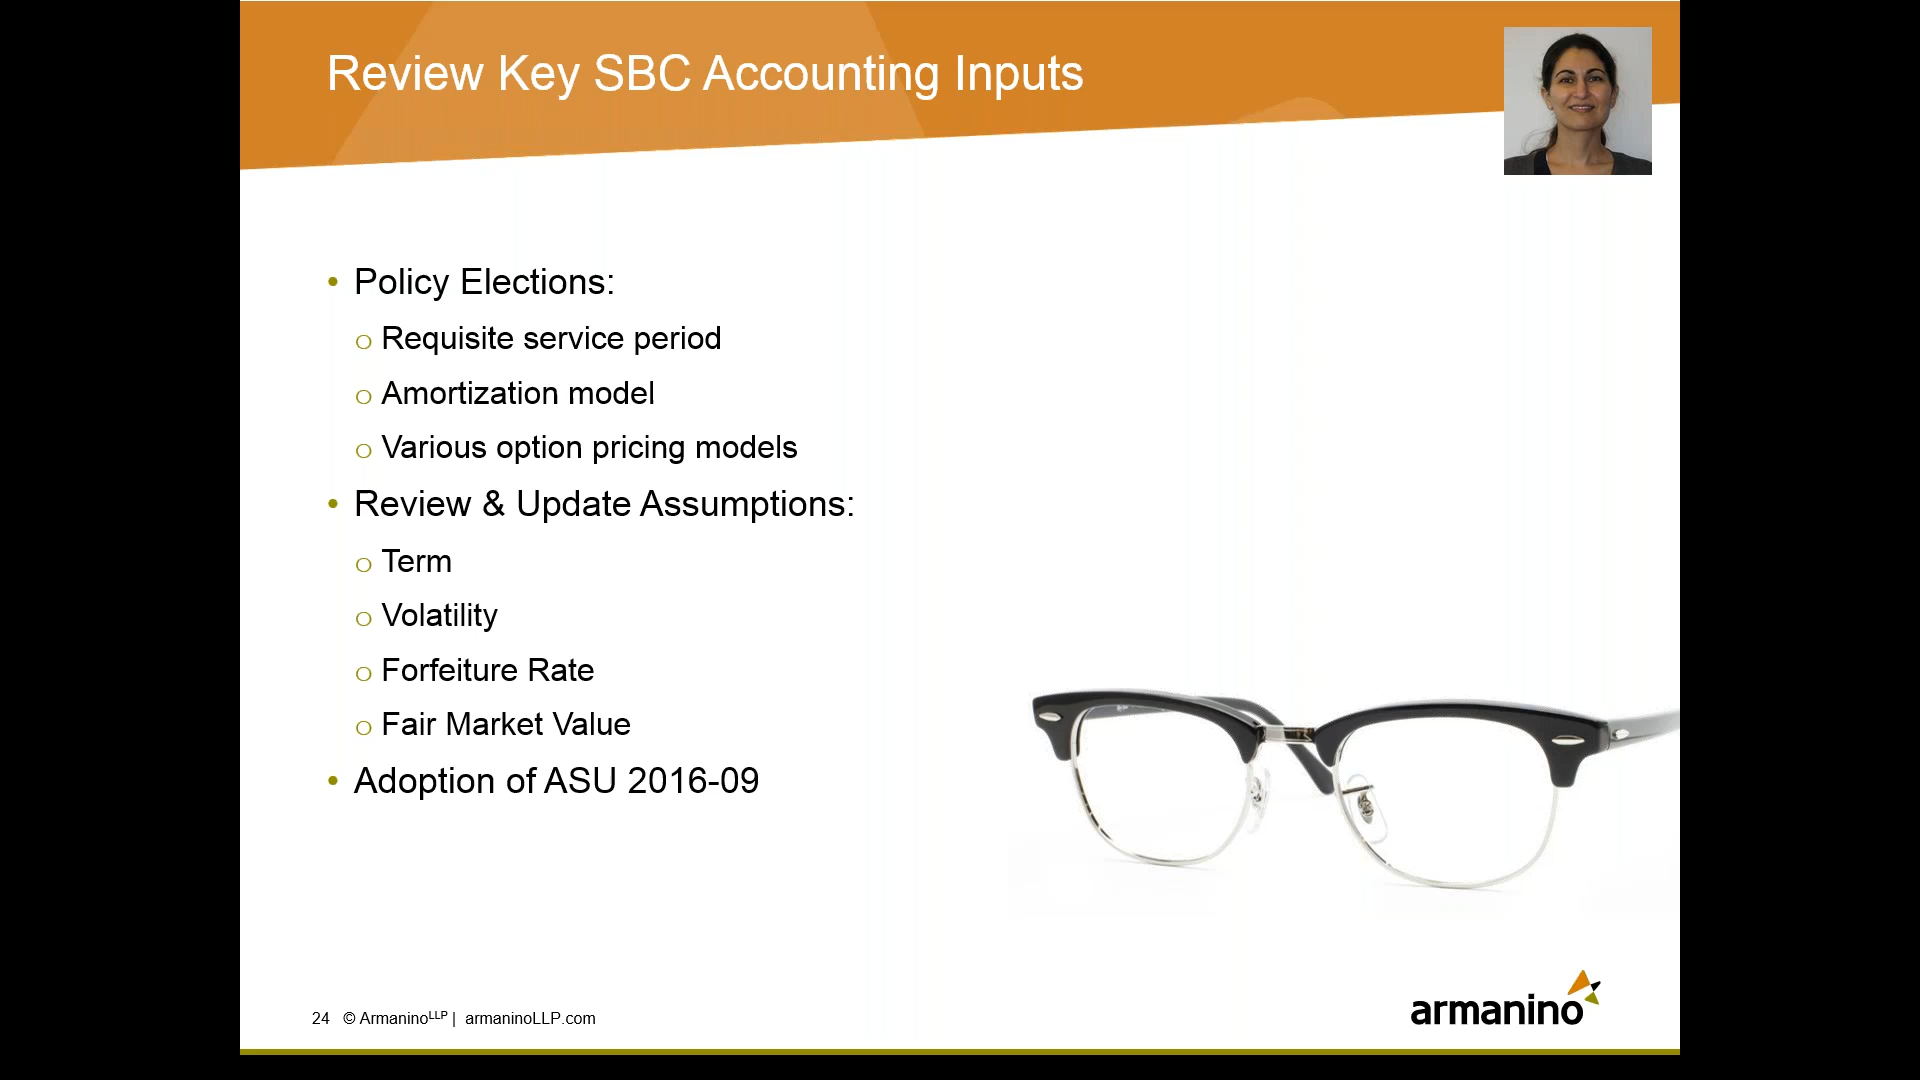 Review Key SBC Accounting Inputs
• Policy Elections:
o Requisite service period
o Amortization model
o Various option pricing models
• Review & Update Assumptions:
o Term
o Volatility
o Forfeiture Rate
o Fair Market Value
• Adoption of ASU 2016-09
24 © ArmaninoLLP | armaninoLLP.com
armanino